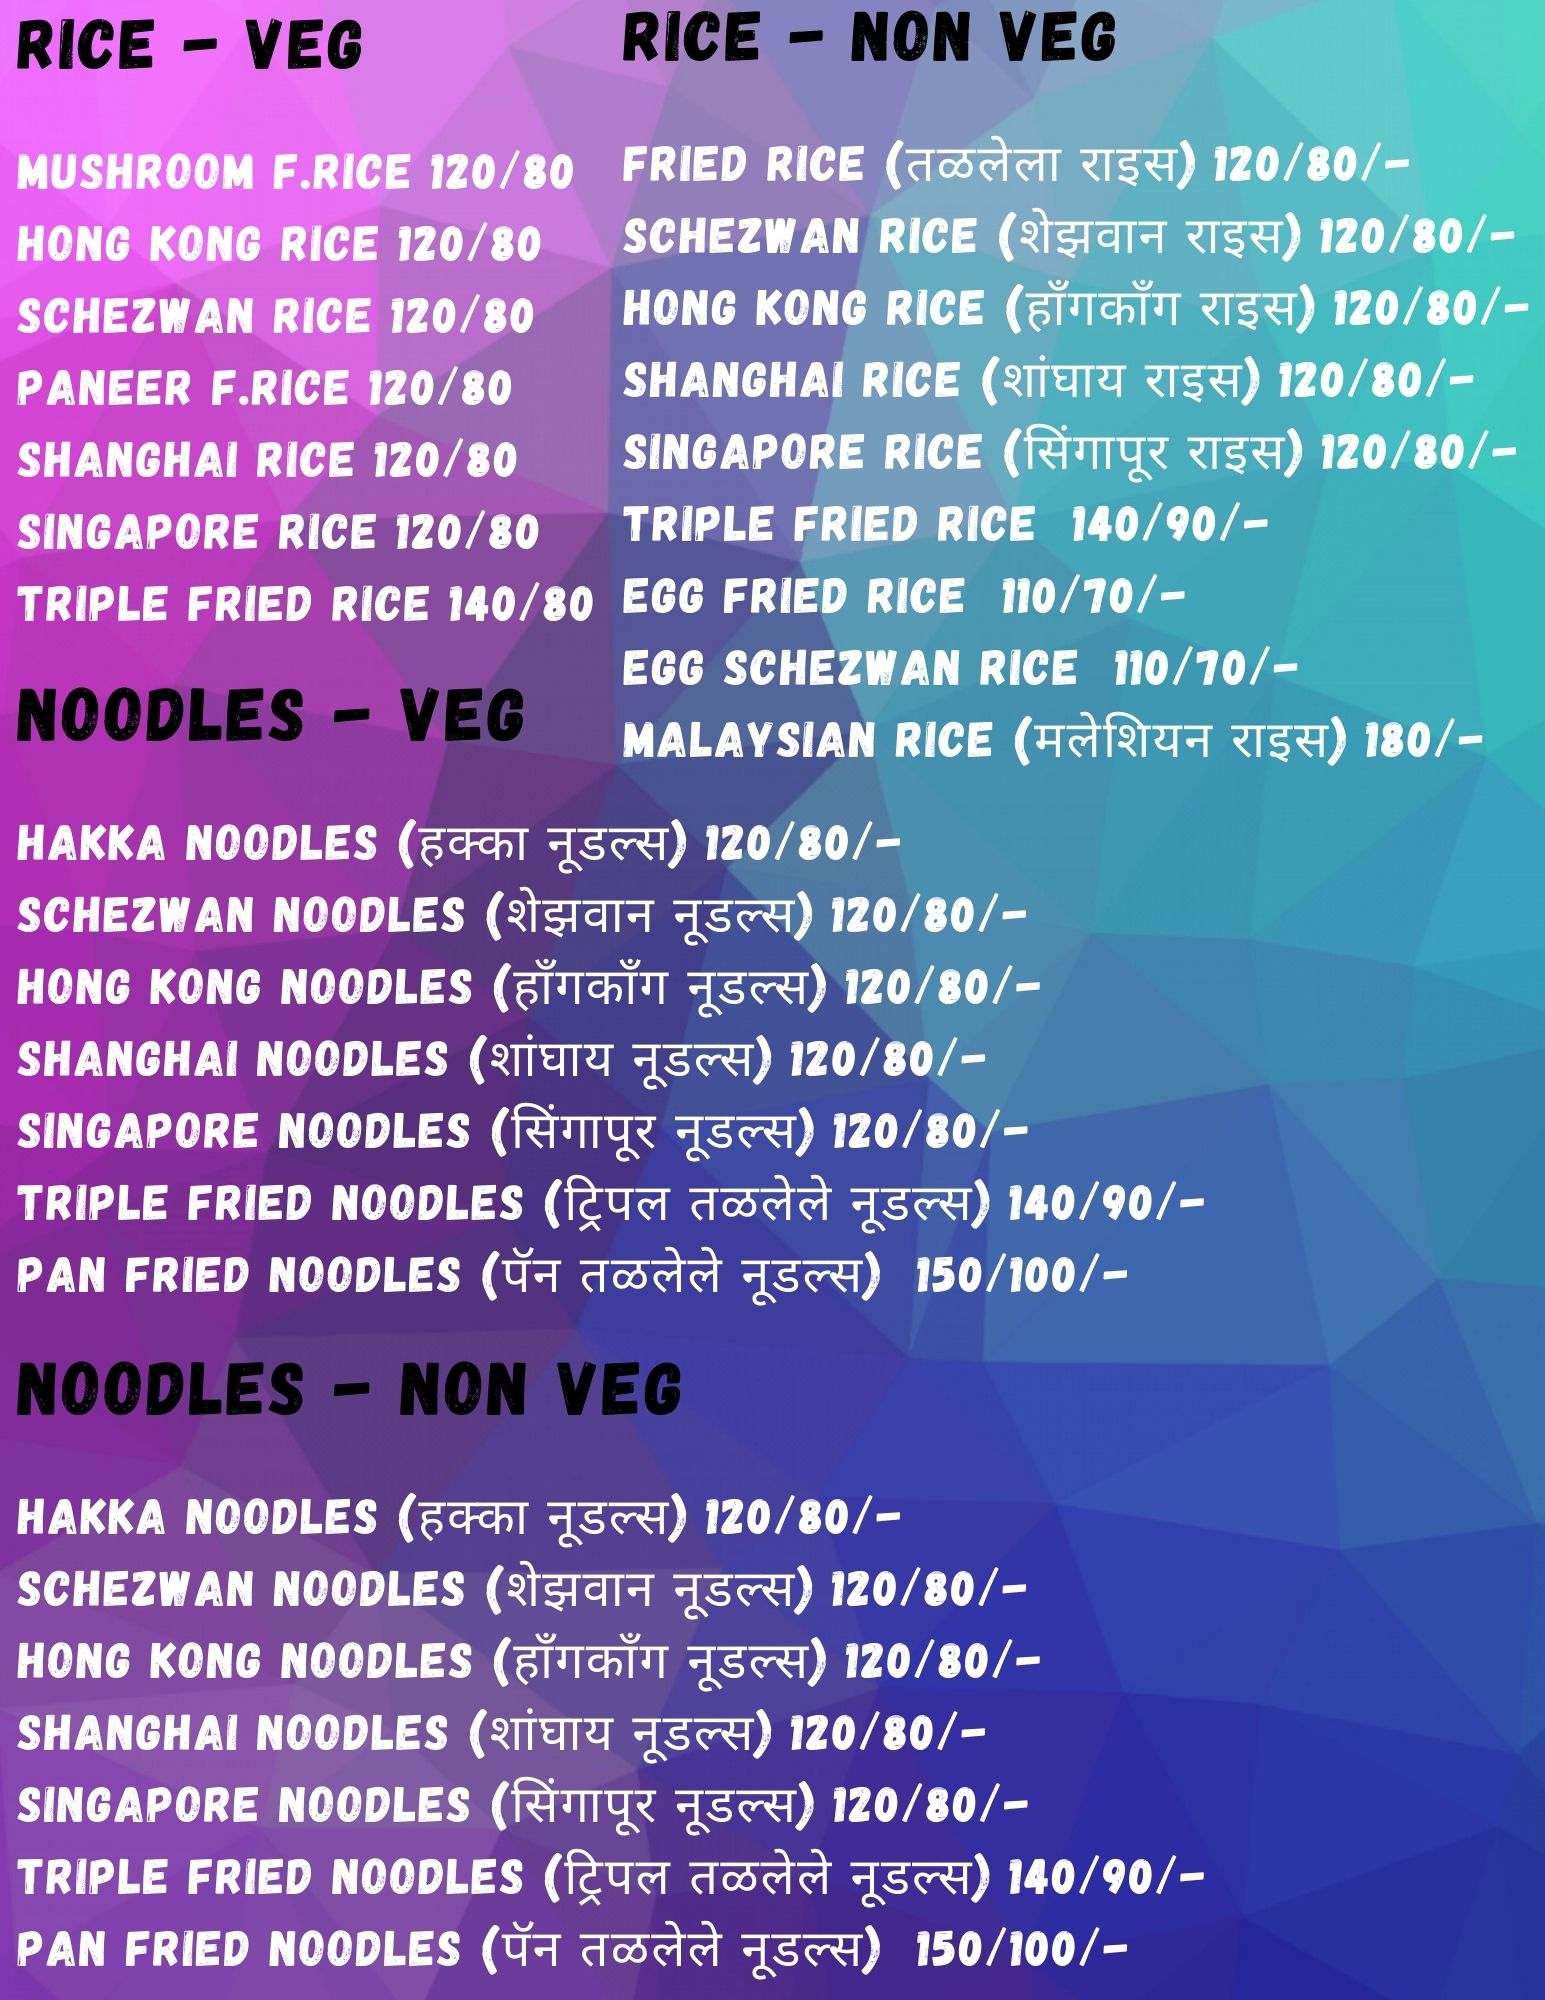 RICE - VEG
MUSHROOM F.RICE 120/80
HONG KONG RICE 120/80
SCHEZWAN RICE 120/80
PANEER F.RICE 120/80
SHANGHAI RICE 120/80
SINGAPORE RICE 120/80
TRIPLE FRIED RICE 140/80
RICE - NON VEG
FRIED RICE (तळलेला राइस) 120/80/-
SCHEZWAN RICE (शेझवान राइस) 120/80/-
HONG KONG RICE (हाँगकाँग राइस) 120/80/-
SHANGHAI RICE (शांघाय राइस) 120/80/-
SINGAPORE RICE (सिंगापूर राइस) 120/80/-
TRIPLE FRIED RICE 140/90/-
EGG FRIED RICE 110/70/-
EGG SCHEZWAN RICE 110/70/-
MALAYSIAN RICE (मलेशियन राइस) 180/-
NOODLES - VEG
HAKKA NOODLES (हक्का नूडल्स) 120/80/-
SCHEZWAN NOODLES (शेझवान नूडल्स) 120/80/-
HONG KONG NOODLES (हाँगकाँग नूडल्स) 120/80/-
SHANGHAI NOODLES (शांघाय नूडल्स) 120/80/-
SINGAPORE NOODLES (सिंगापूर नूडल्स) 120/80/-
TRIPLE FRIED NOODLES (ट्रिपल तळलेले नूडल्स) 140/90/-
PAN FRIED NOODLES (पॅन तळलेले नूडल्स) 150/100/-
NOODLES - NON VEG
HAKKA NOODLES (हक्का नूडल्स) 120/80/-
SCHEZWAN NOODLES (शेझवान नूडल्स) 120/80/-
HONG KONG NOODLES (हाँगकाँग नूडल्स) 120/80/-
SHANGHAI NOODLES (शांघाय नूडल्स) 120/80/-
SINGAPORE NOODLES (सिंगापूर नूडल्स) 120/80/-
TRIPLE FRIED NOODLES (ट्रिपल तळलेले नूडल्स) 140/90/-
PAN FRIED NOODLES (पॅन तळलेले नूडल्स) 150/100/-